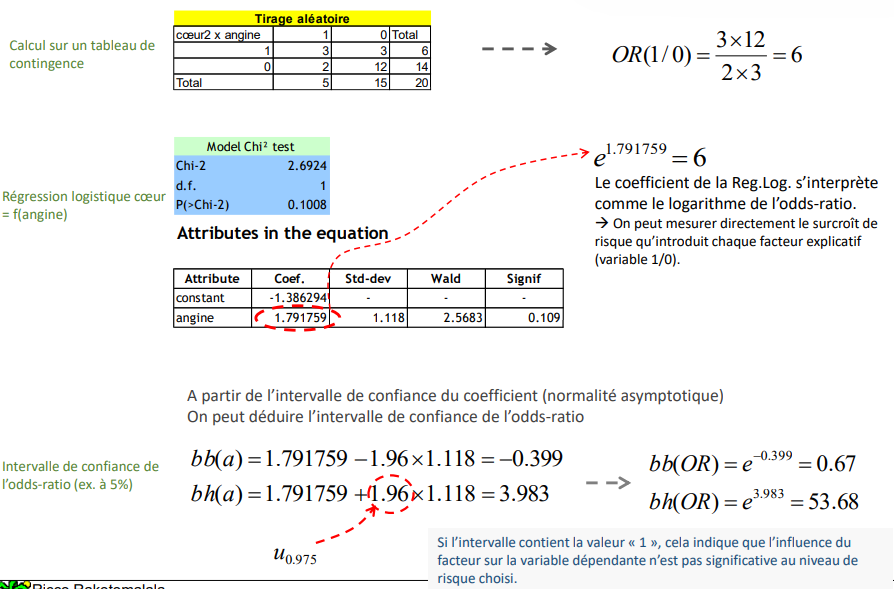 Tirage aléatoire
cœur2 x angine 1 0 Total
1 3 3 6
0 2 12 14
Total 5 15 20
Calcul sur un tableau de
contingence
OR(1/0) = 3×12 / 2×3 = 6
Model Chi² test
Chi-2 2.6924
d.f. 1
P(>Chi-2) 0.1008
Régression logistique cœur
= f(angine)
Attributes in the equation
Attribute Coef. Std-dev Wald Signif
constant -1.386294 - - -
angine 1.791759 1.118 2.5683 0.109
e^1.791759 = 6
Le coefficient de la Reg.Log. s’interprète
comme le logarithme de l’odds-ratio.
→ On peut mesurer directement le surcroît de
risque qu’introduit chaque facteur explicatif
(variable 1/0).
A partir de l’intervalle de confiance du coefficient (normalité asymptotique)
On peut déduire l’intervalle de confiance de l’odds-ratio
Intervalle de confiance de
l’odds-ratio (ex. à 5%)
bb(a) = 1.791759 − 1.96 × 1.118 = −0.399
bh(a) = 1.791759 + 1.96 × 1.118 = 3.983
u0.975
bb(OR) = e^−0.399 = 0.67
bh(OR) = e^3.983 = 53.68
Si l’intervalle contient la valeur « 1 », cela indique que l’influence du
facteur sur la variable dépendante n’est pas significative au niveau de
risque choisi.